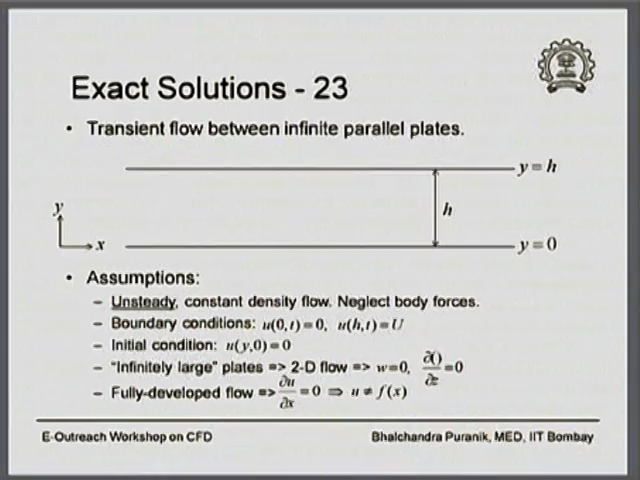 Exact Solutions - 23
• Transient flow between infinite parallel plates.
y = h
h
y
x
y = 0
• Assumptions:
– Unsteady, constant density flow. Neglect body forces.
– Boundary conditions: u(0,t)=0, u(h,t)=U
– Initial condition: u(y,0)=0
– "Infinitely large" plates => 2-D flow => w=0, ∂()/∂z=0
– Fully-developed flow => ∂u/∂x=0 ⇒ u ≠ f(x)
E-Outreach Workshop on CFD
Bhalchandra Puranik, MED, IIT Bombay